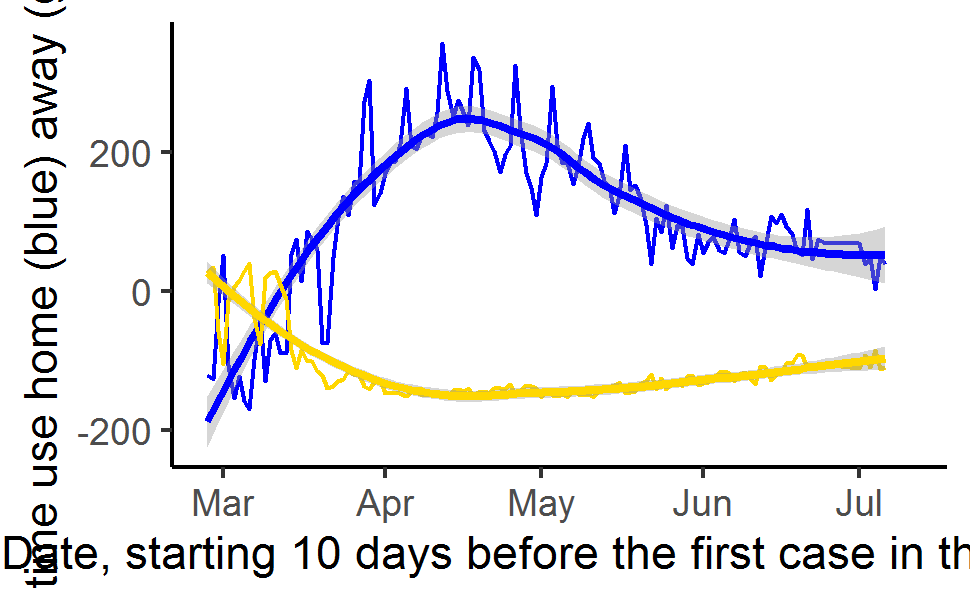 time use home (blue) away (
200
0
-200
Mar Apr May Jun Jul
Date, starting 10 days before the first case in th